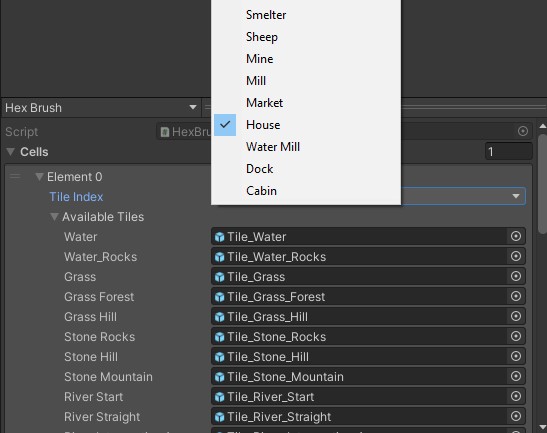 Smelter
Sheep
Mine
Mill
Market
House
Water Mill
Dock
Cabin
Hex Brush
Script HexBru
Cells 1
Element 0
Tile Index
Available Tiles
Water Tile_Water
Water_Rocks Tile_Water_Rocks
Grass Tile_Grass
Grass Forest Tile_Grass_Forest
Grass Hill Tile_Grass_Hill
Stone Rocks Tile_Stone_Rocks
Stone Hill Tile_Stone_Hill
Stone Mountain Tile_Stone_Mountain
River Start Tile_River_Start
River Straight Tile_River_Straight